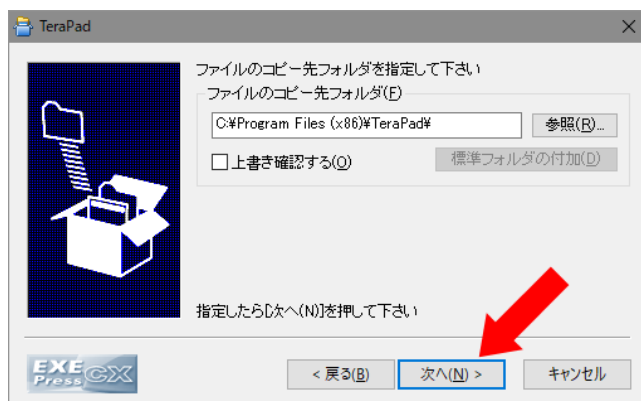 TeraPad
ファイルのコピー先フォルダを指定して下さい
ファイルのコピー先フォルダ(F)
C:¥Program Files (x86)¥TeraPad¥
参照(R)...
上書き確認する(O)
標準フォルダの付加(D)
指定したら[次へ(N)]を押して下さい
EXE
Press CX
< 戻る(B)
次へ(N) >
キャンセル